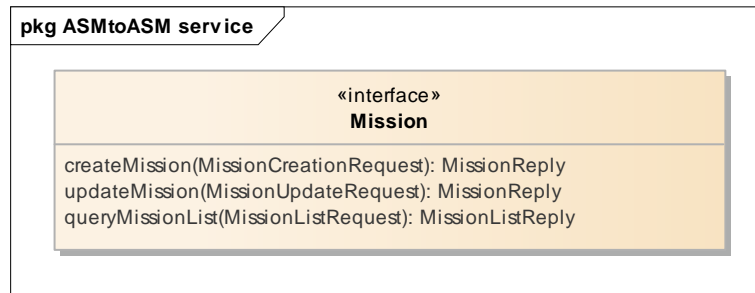 pkg ASMtoASM service
«interface»
Mission
createMission(MissionCreationRequest): MissionReply
updateMission(MissionUpdateRequest): MissionReply
queryMissionList(MissionListRequest): MissionListReply